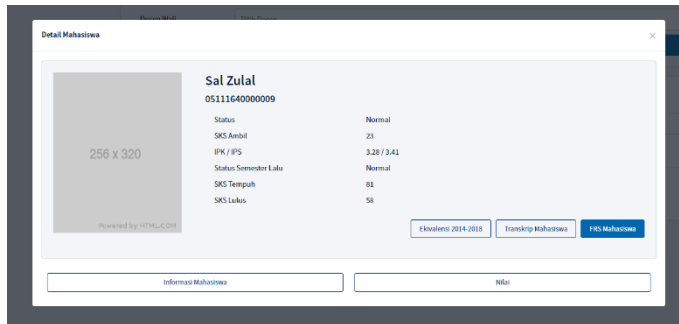 Dosen Wali
Detail Mahasiswa
×
256 x 320
Powered by HTML.COM
Sal Zulal
05111640000009
Status Normal
SKS Ambil 23
IPK / IPS 3.28 / 3.41
Status Semester Lalu Normal
SKS Tempuh 81
SKS Lulus 58
Ekivalensi 2014-2018 Transkrip Mahasiswa FRS Mahasiswa
Informasi Mahasiswa Nilai